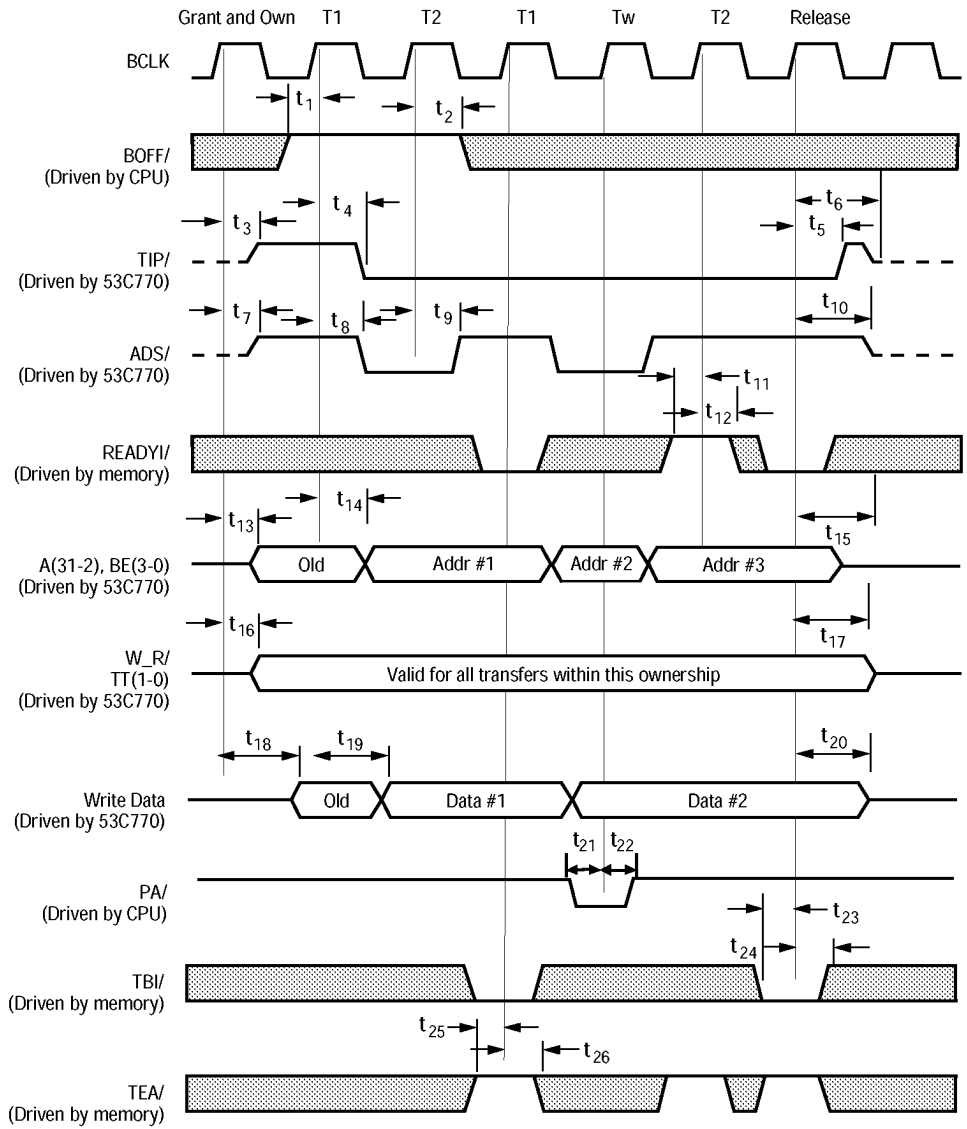 Grant and Own T1 T2 T1 Tw T2 Release
BCLK
t1 t2
BOFF/
(Driven by CPU)
t6
t3 t4 t5
TIP/
(Driven by 53C770)
t7 t8 t9 t10
ADS/
(Driven by 53C770)
t11
t12
READYI/
(Driven by memory)
t13 t14 t15
A(31-2), BE(3-0)
(Driven by 53C770)
Old Addr #1 Addr #2 Addr #3
t16 t17
W_R/
TT(1-0)
(Driven by 53C770)
Valid for all transfers within this ownership
t18 t19 t20
Write Data
(Driven by 53C770)
Old Data #1 Data #2
t21 t22
PA/
(Driven by CPU)
t23
t24
TBI/
(Driven by memory)
t25
t26
TEA/
(Driven by memory)